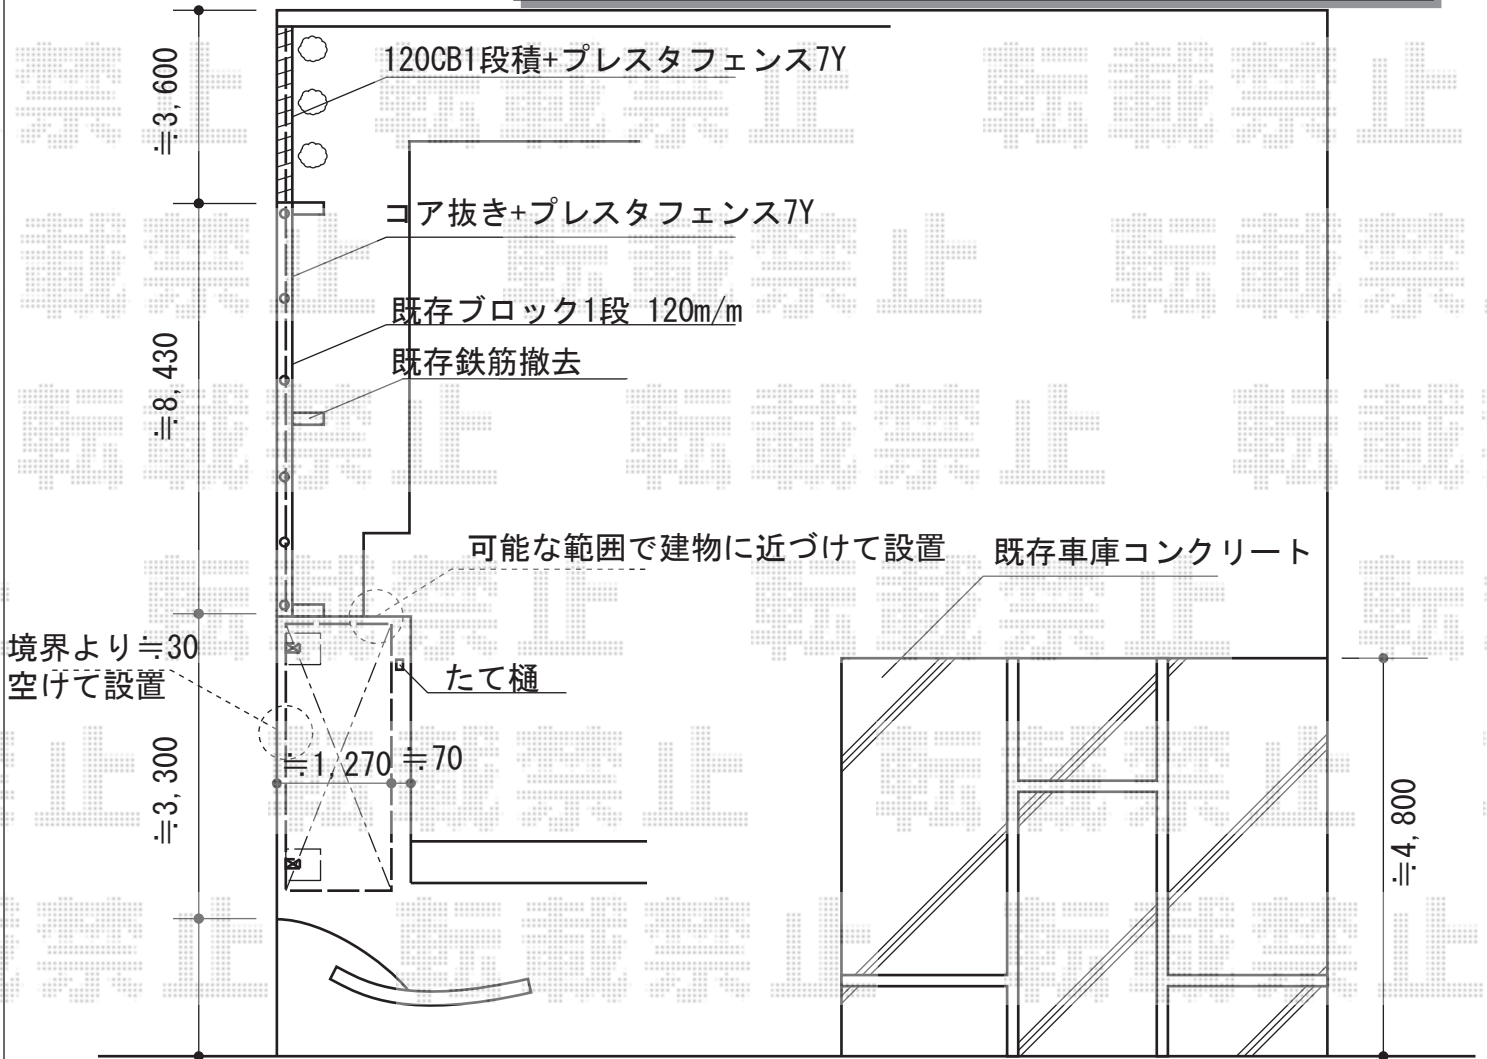 ≒3,600
120CB1段積+プレスタフェンス7Y
コア抜き+プレスタフェンス7Y
既存ブロック1段 120m/m
既存鉄筋撤去
≒8,430
可能な範囲で建物に近づけて設置
既存車庫コンクリート
境界より≒30
空けて設置
たて樋
≒1,270
≒70
≒3,300
≒4,800
転載禁止